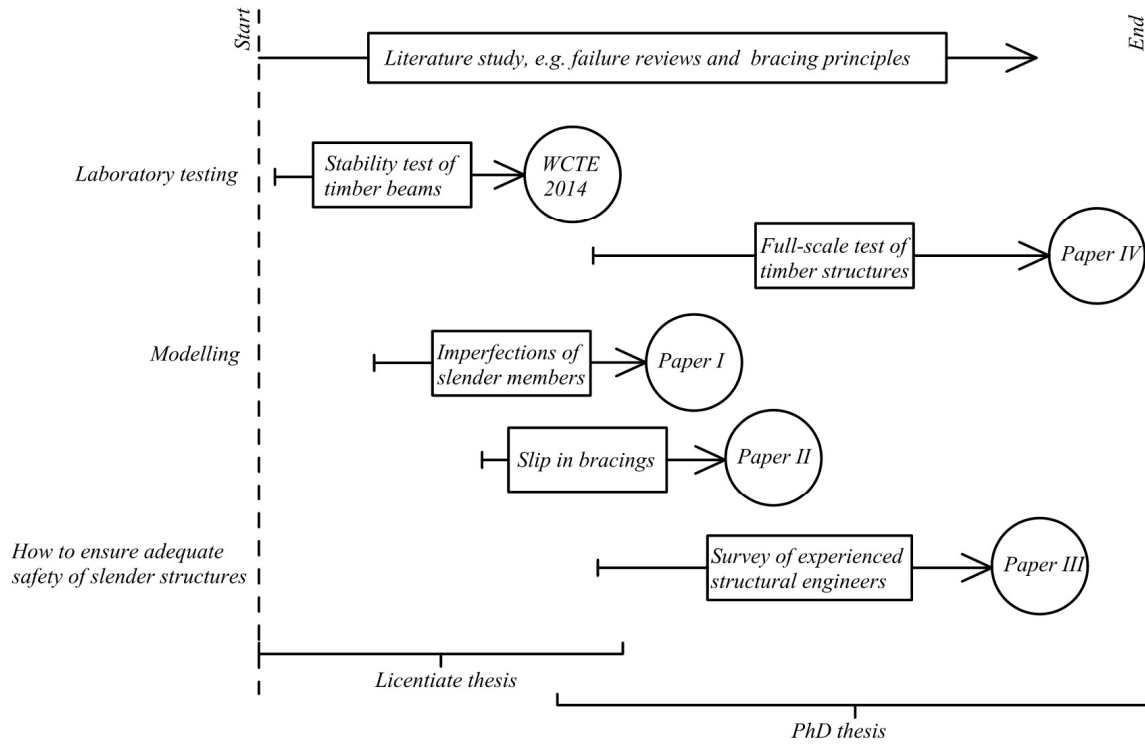 Start
End
Literature study, e.g. failure reviews and bracing principles
Laboratory testing
Stability test of
timber beams
WCTE
2014
Full-scale test of
timber structures
Paper IV
Modelling
Imperfections of
slender members
Paper I
Slip in bracings
Paper II
How to ensure adequate
safety of slender structures
Survey of experienced
structural engineers
Paper III
Licentiate thesis
PhD thesis